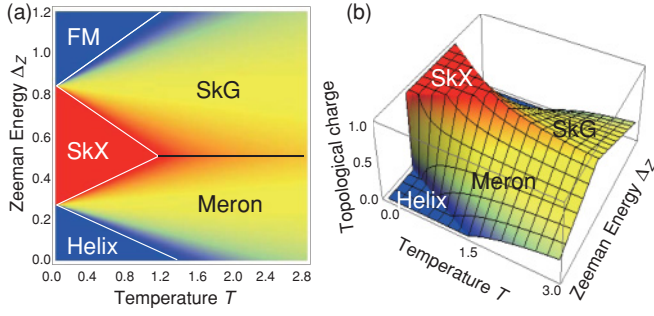 (a)
1.2
1.0
0.8
0.6
0.4
0.2
0.0
Zeeman Energy Δ_Z
FM
SkG
SkX
Meron
Helix
0.0 0.4 0.8 1.2 1.6 2.0 2.4 2.8
Temperature T
(b)
Topological charge
1.0
0.5
0.0
SkX
SkG
Meron
Helix
0.0
1.5
3.0
Temperature T
Zeeman Energy Δ_Z